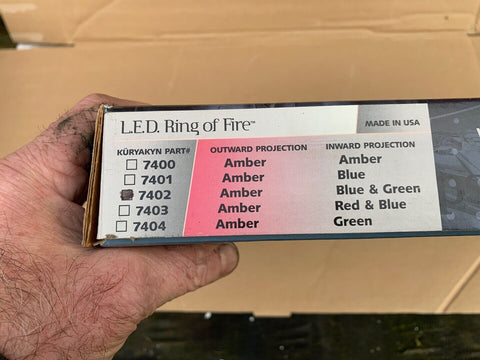 L.E.D. Ring of Fire™
MADE IN USA
KÜRYAKYN PART# OUTWARD PROJECTION INWARD PROJECTION
7400 Amber Amber
7401 Amber Blue
7402 Amber Blue & Green
7403 Amber Red & Blue
7404 Amber Green